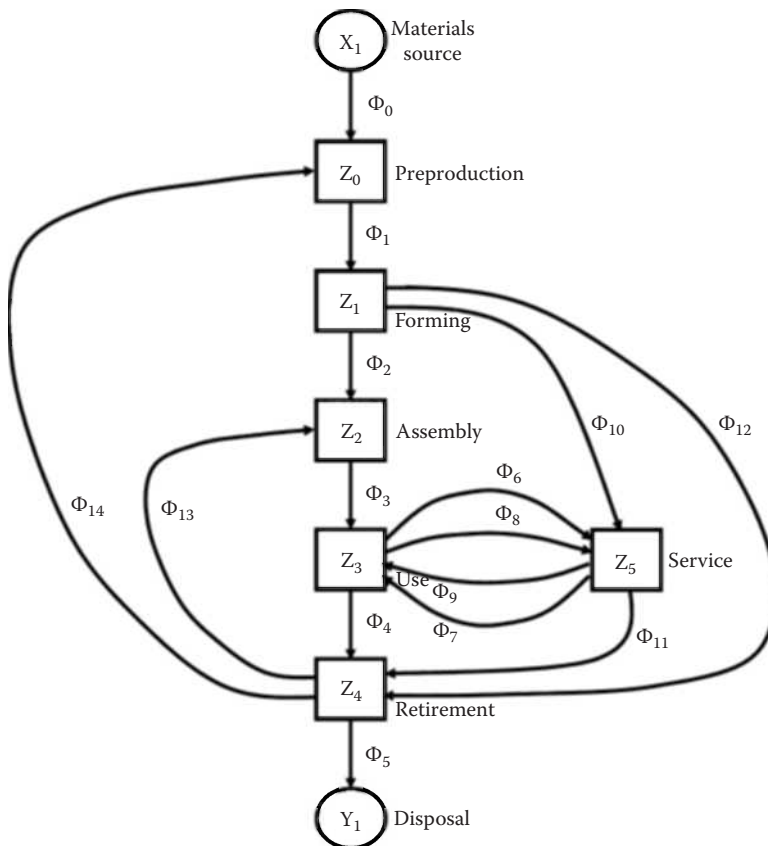 X₁ Materials
source
Φ₀
Z₀ Preproduction
Φ₁
Z₁
Forming
Φ₂
Φ₁₀ Φ₁₂
Z₂ Assembly
Φ₆
Φ₃
Φ₁₄ Φ₁₃
Φ₈
Z₃ Z₅ Service
Use
Φ₉
Φ₄ Φ₇
Φ₁₁
Z₄
Retirement
Φ₅
Y₁ Disposal